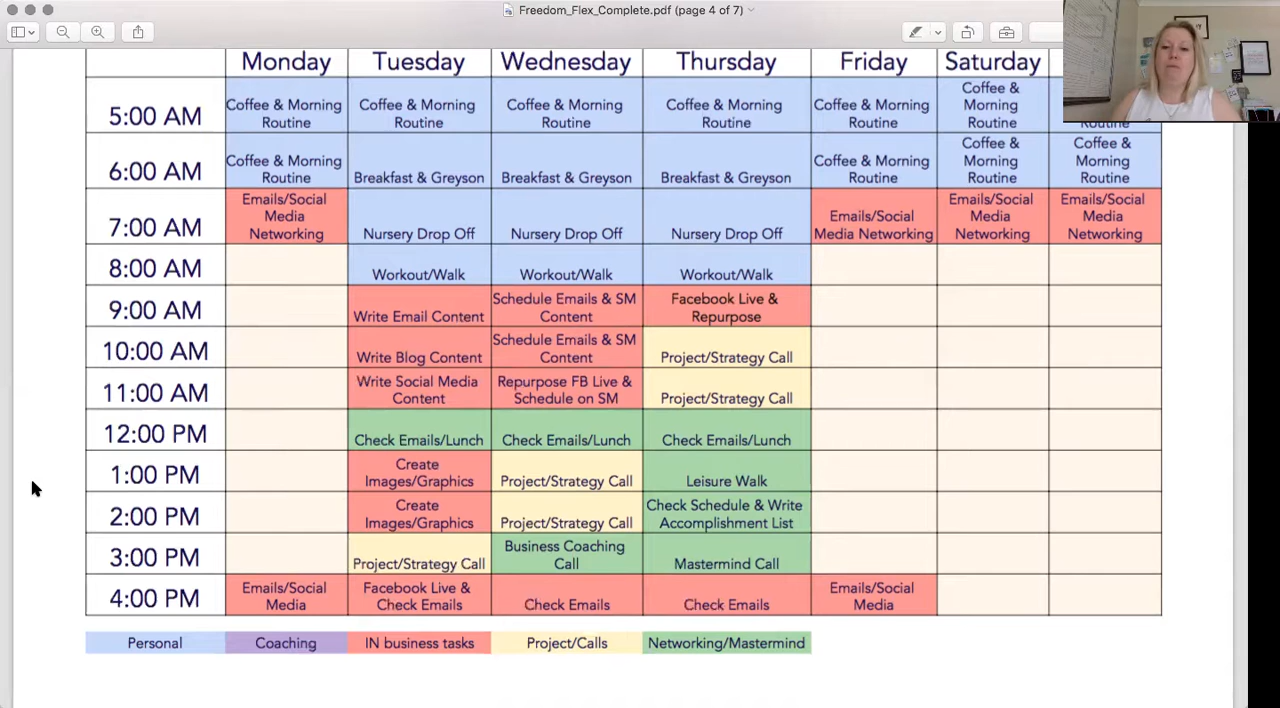 Freedom_Flex_Complete.pdf (page 4 of 7)
Monday Tuesday Wednesday Thursday Friday Saturday
5:00 AM
Coffee & Morning Routine
Coffee & Morning Routine
Coffee & Morning Routine
Coffee & Morning Routine
Coffee & Morning Routine
Coffee & Morning Routine
Routine
6:00 AM
Coffee & Morning Routine
Breakfast & Greyson
Breakfast & Greyson
Breakfast & Greyson
Coffee & Morning Routine
Coffee & Morning Routine
Coffee & Morning Routine
7:00 AM
Emails/Social Media Networking
Nursery Drop Off
Nursery Drop Off
Nursery Drop Off
Emails/Social Media Networking
Emails/Social Media Networking
Emails/Social Media Networking
8:00 AM
Workout/Walk
Workout/Walk
Workout/Walk
9:00 AM
Write Email Content
Schedule Emails & SM Content
Facebook Live & Repurpose
10:00 AM
Write Blog Content
Schedule Emails & SM Content
Project/Strategy Call
11:00 AM
Write Social Media Content
Repurpose FB Live & Schedule on SM
Project/Strategy Call
12:00 PM
Check Emails/Lunch
Check Emails/Lunch
Check Emails/Lunch
1:00 PM
Create Images/Graphics
Project/Strategy Call
Leisure Walk
2:00 PM
Create Images/Graphics
Project/Strategy Call
Check Schedule & Write Accomplishment List
3:00 PM
Project/Strategy Call
Business Coaching Call
Mastermind Call
4:00 PM
Emails/Social Media
Facebook Live & Check Emails
Check Emails
Check Emails
Emails/Social Media
Personal Coaching IN business tasks Project/Calls Networking/Mastermind